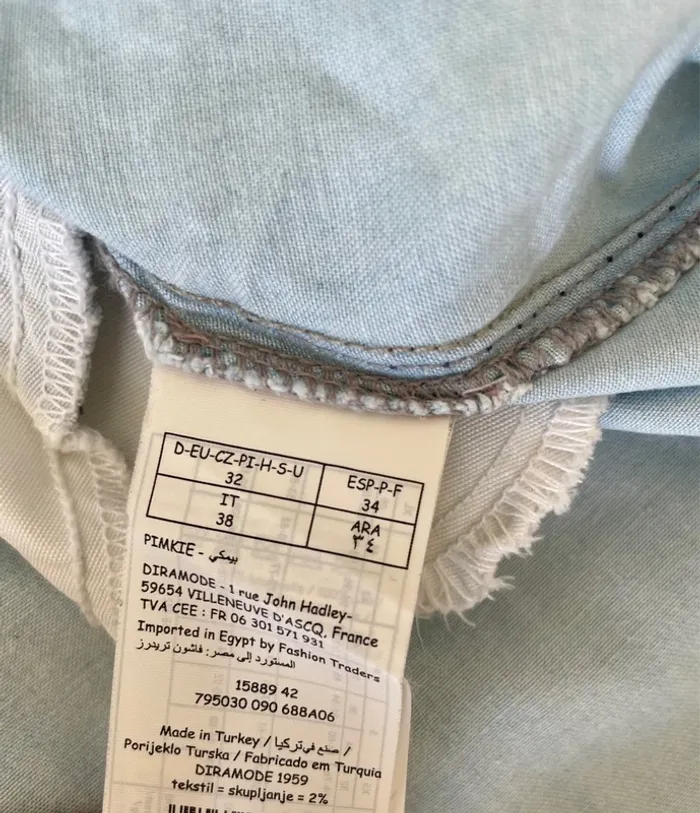 D-EU-CZ-PI-H-S-U
32
ESP-P-F
34
IT
38
ARA
٣٤
PIMKIE - بيمكي
DIRAMODE - 1 rue John Hadley-
59654 VILLENEUVE D'ASCQ, France
TVA CEE : FR 06 301 571 931
Imported in Egypt by Fashion Traders
المستورد إلى مصر: فاشون تريدرز
15889 42
795030 090 688A06
Made in Turkey / صنع في تركيا /
Porijeklo Turska / Fabricado em Turquia
DIRAMODE 1959
tekstil = skupljanje = 2%